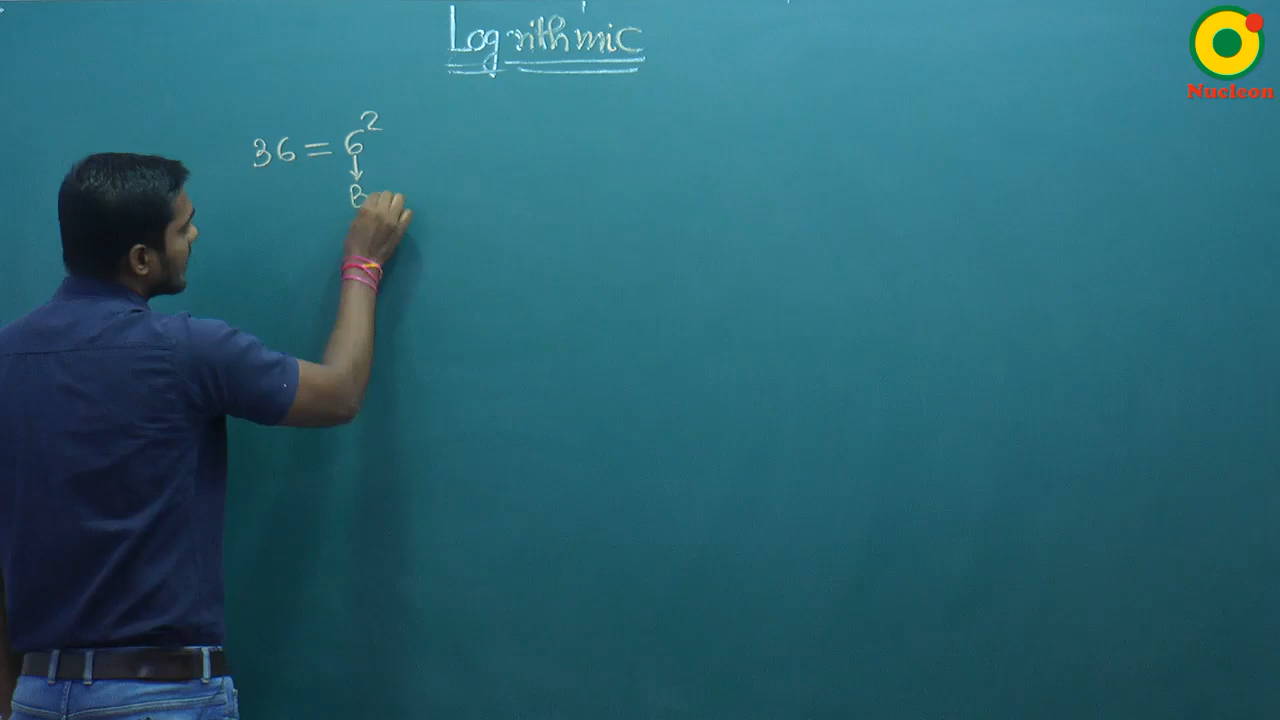 Logrithmic
Nucleon
36 = 6²
↓
B